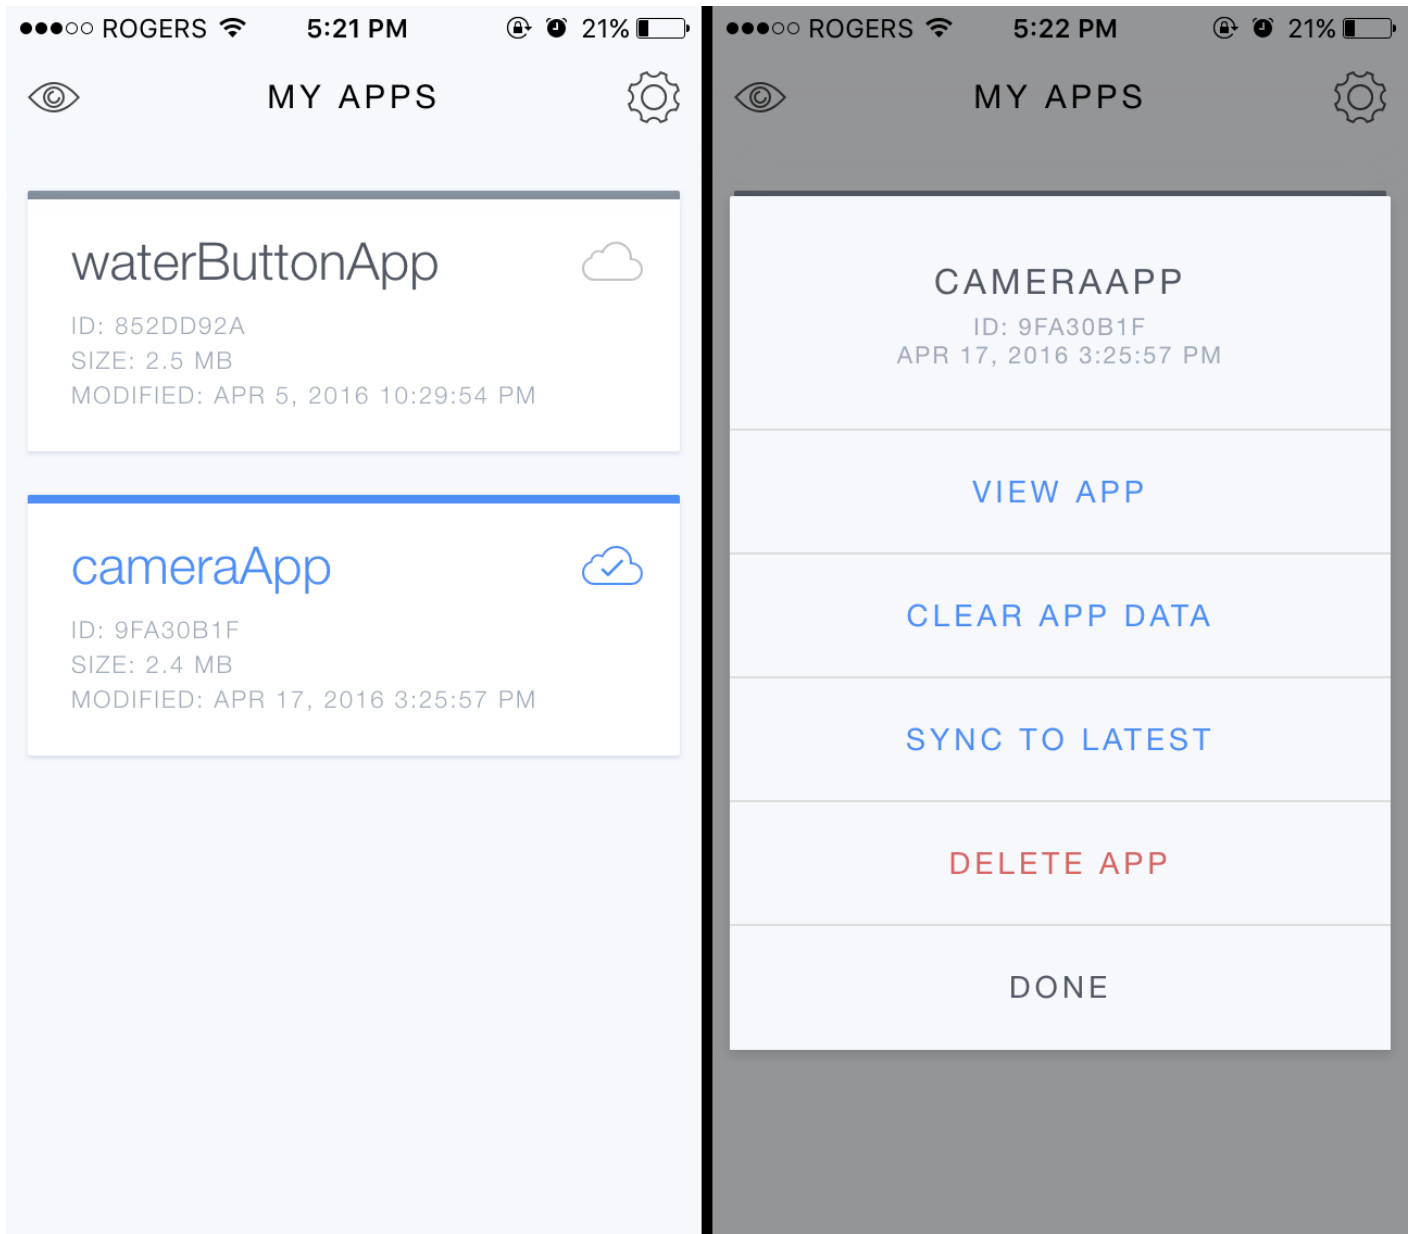 ROGERS 5:21 PM 21%
MY APPS
waterButtonApp
ID: 852DD92A
SIZE: 2.5 MB
MODIFIED: APR 5, 2016 10:29:54 PM
cameraApp
ID: 9FA30B1F
SIZE: 2.4 MB
MODIFIED: APR 17, 2016 3:25:57 PM
ROGERS 5:22 PM 21%
MY APPS
CAMERAAPP
ID: 9FA30B1F
APR 17, 2016 3:25:57 PM
VIEW APP
CLEAR APP DATA
SYNC TO LATEST
DELETE APP
DONE